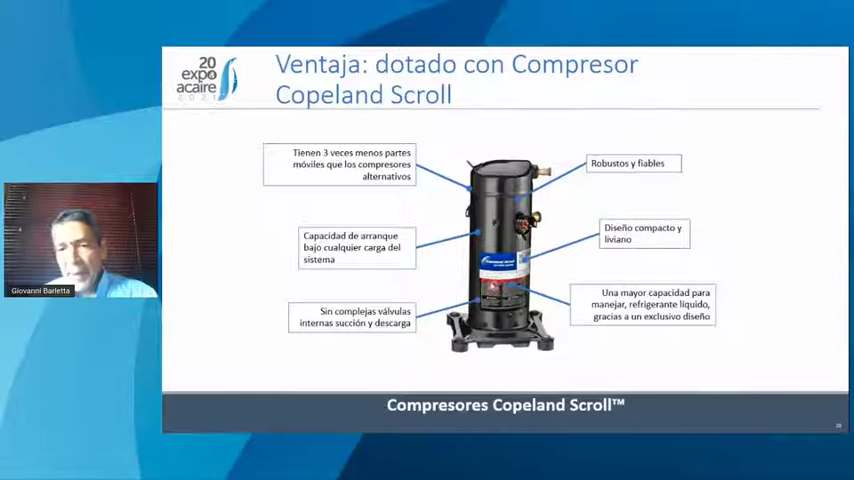 20
expo
acaire
2021
Ventaja: dotado con Compresor
Copeland Scroll
Tienen 3 veces menos partes
móviles que los compresores
alternativos
Robustos y fiables
Capacidad de arranque
bajo cualquier carga del
sistema
Diseño compacto y
liviano
Sin complejas válvulas
internas succión y descarga
Una mayor capacidad para
manejar, refrigerante líquido,
gracias a un exclusivo diseño
Giovanni Barletta
Compresores Copeland Scroll™